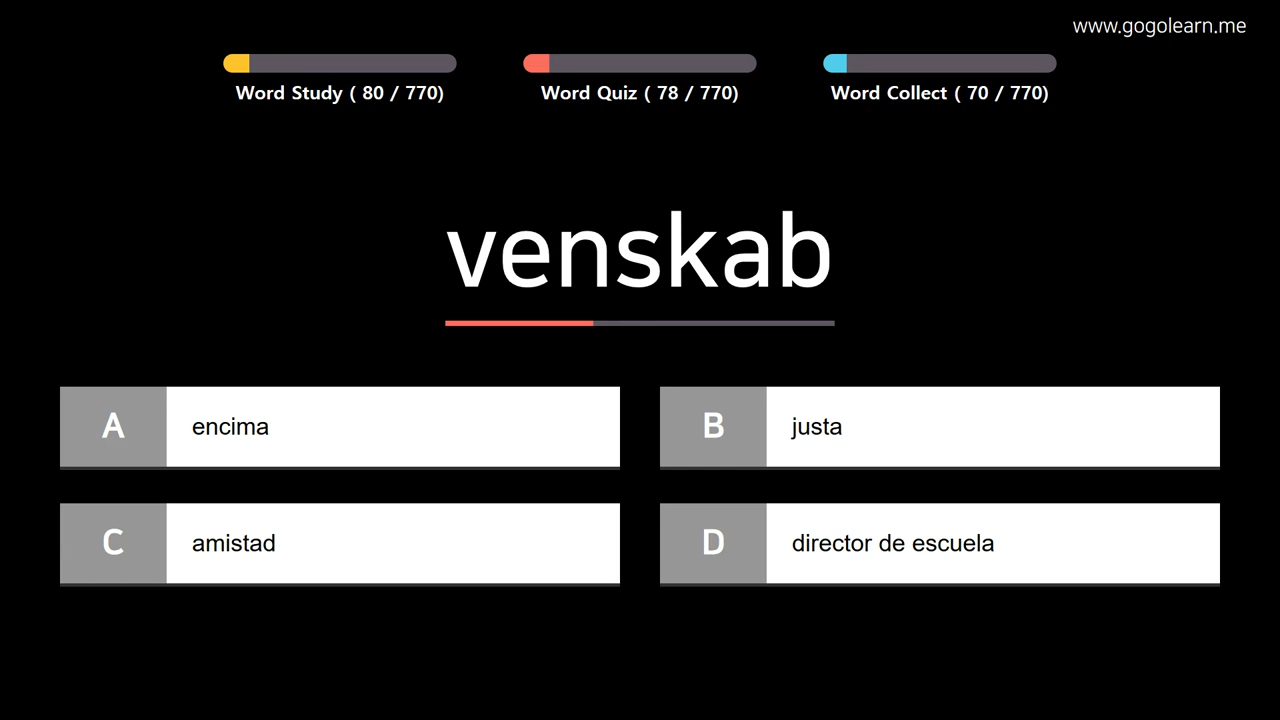 www.gogolearn.me
Word Study ( 80 / 770)
Word Quiz ( 78 / 770)
Word Collect ( 70 / 770)
venskab
A encima
B justa
C amistad
D director de escuela